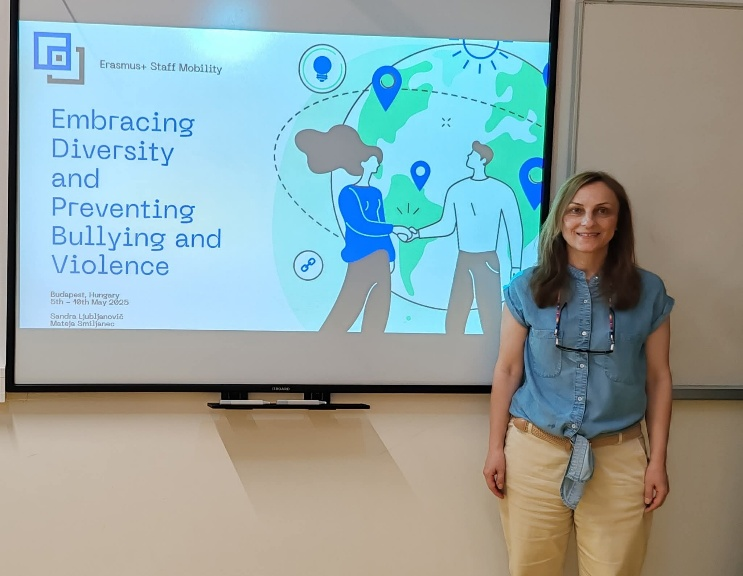 Erasmus+ Staff Mobility
Embracing
Diversity
and
Preventing
Bullying and
Violence
Budapest, Hungary
5th - 10th May 2025
Sandra Ljubljanović
Mateja Smiljanec